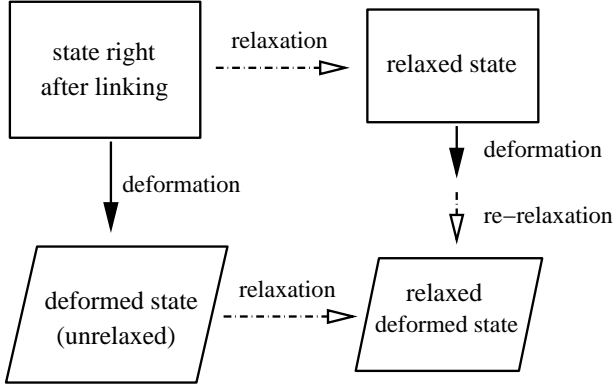 state right
after linking
relaxation
relaxed state
deformation
deformation
re−relaxation
deformed state
(unrelaxed)
relaxation
relaxed
deformed state